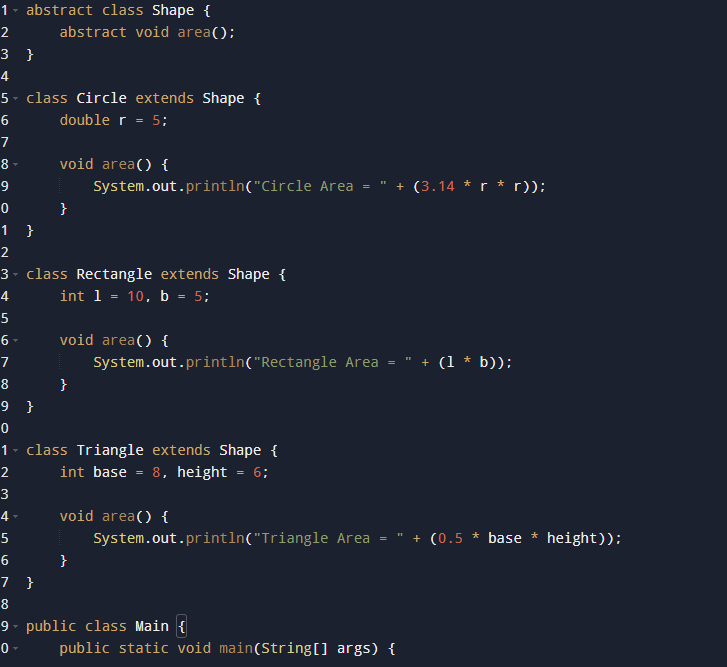 1 abstract class Shape {
2     abstract void area();
3 }
4
5 class Circle extends Shape {
6     double r = 5;
7
8     void area() {
9         System.out.println("Circle Area = " + (3.14 * r * r));
0     }
1 }
2
3 class Rectangle extends Shape {
4     int l = 10, b = 5;
5
6     void area() {
7         System.out.println("Rectangle Area = " + (l * b));
8     }
9 }
0
1 class Triangle extends Shape {
2     int base = 8, height = 6;
3
4     void area() {
5         System.out.println("Triangle Area = " + (0.5 * base * height));
6     }
7 }
8
9 public class Main {
0     public static void main(String[] args) {